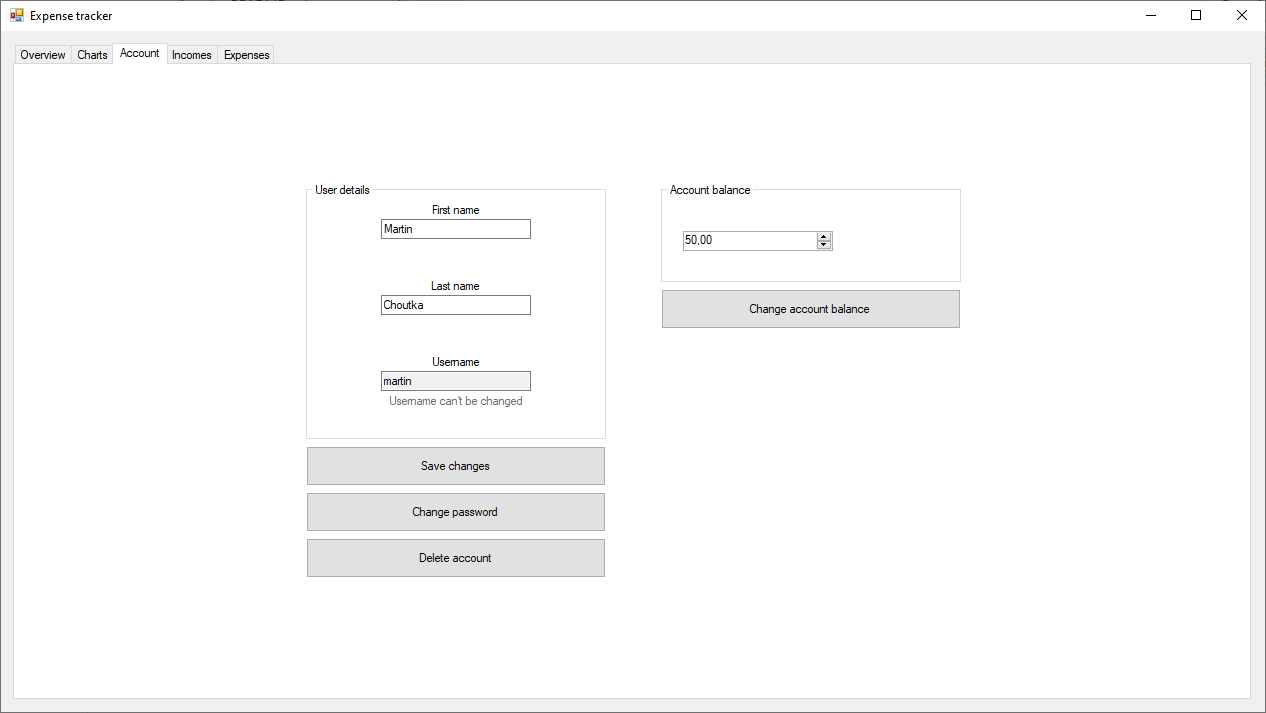 Expense tracker
Overview Charts Account Incomes Expenses
User details
First name
Martin
Last name
Choutka
Username
martin
Username can't be changed
Save changes
Change password
Delete account
Account balance
50,00
Change account balance